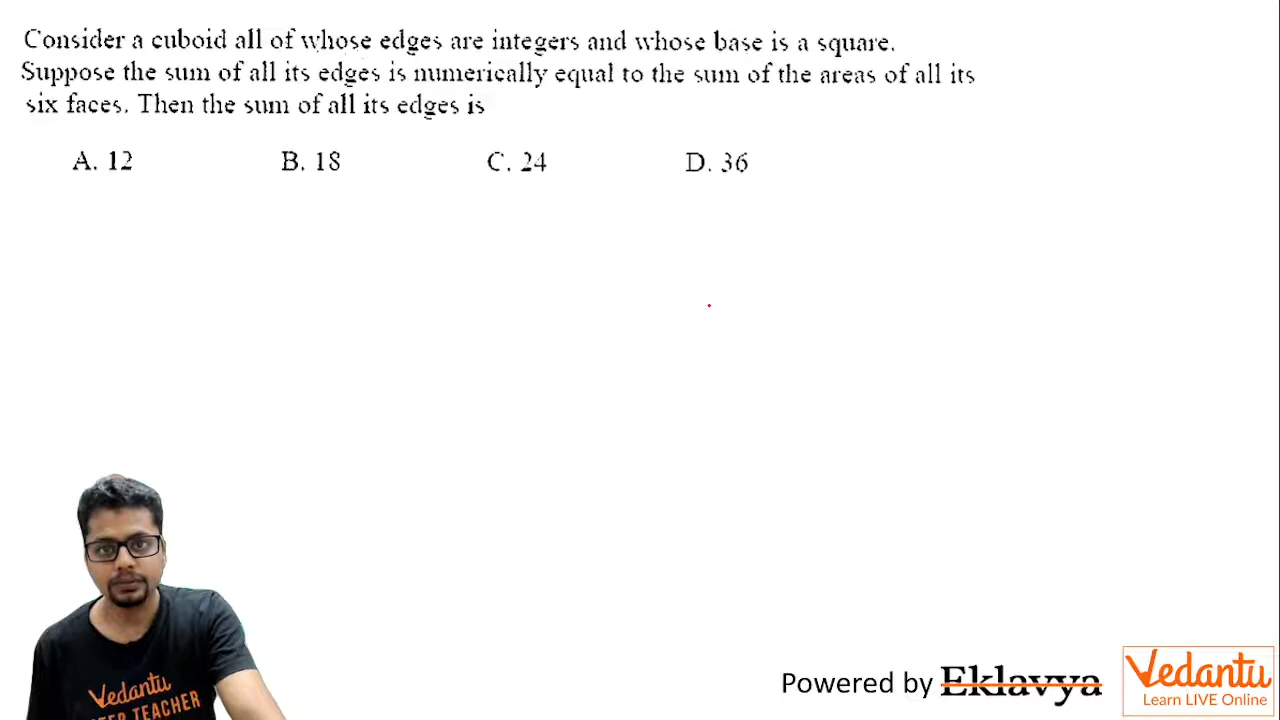 Consider a cuboid all of whose edges are integers and whose base is a square.
Suppose the sum of all its edges is numerically equal to the sum of the areas of all its
six faces. Then the sum of all its edges is
A. 12 B. 18 C. 24 D. 36
Vedantu
TEACHER
Powered by Eklavya
Vedantu
Learn LIVE Online